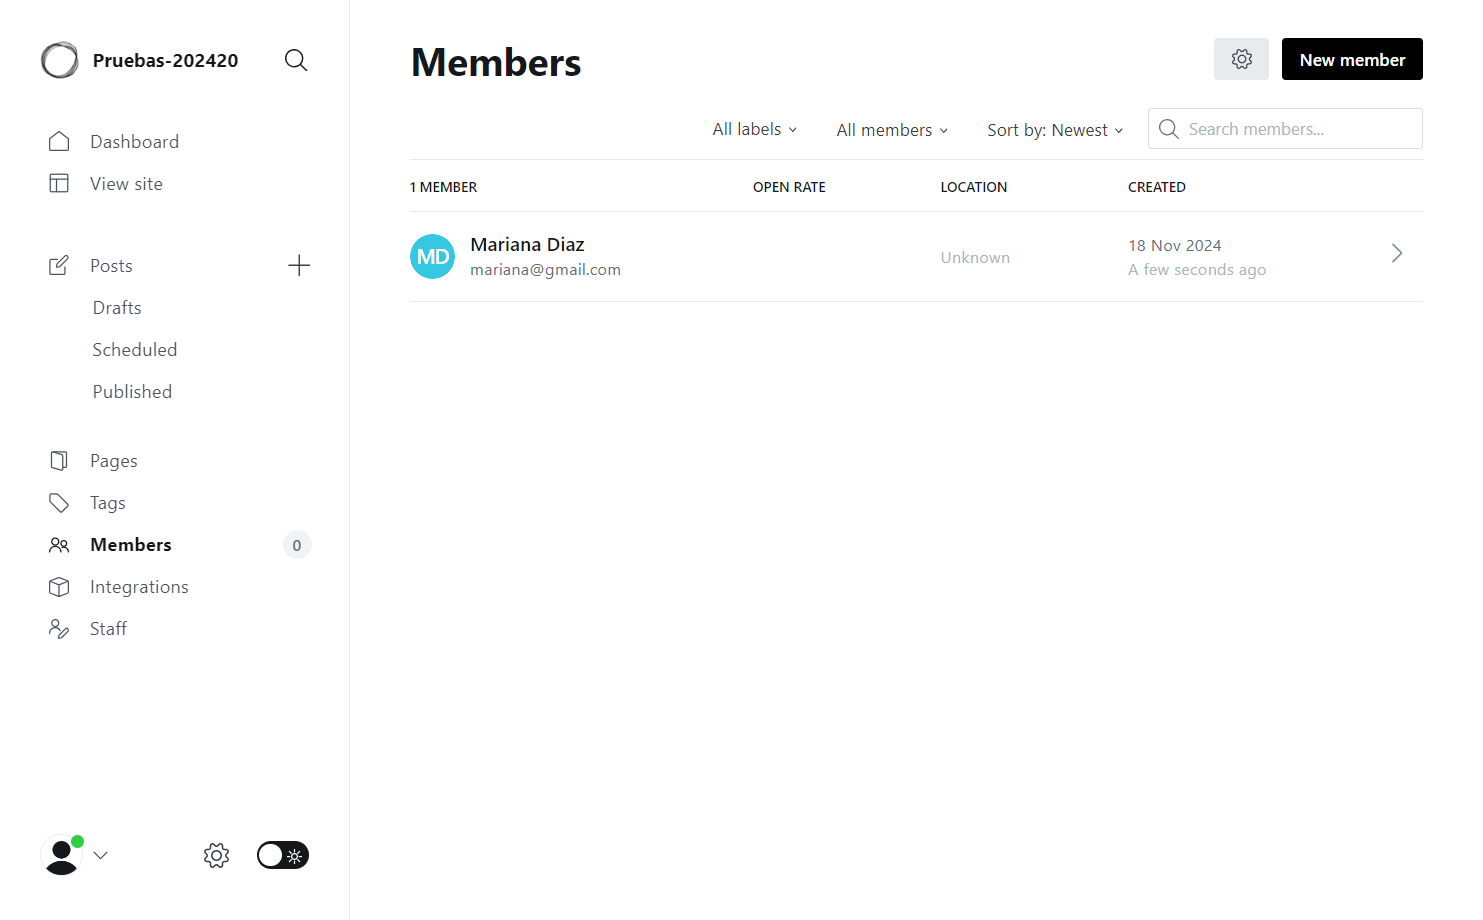 Pruebas-202420
Dashboard
View site
Posts
Drafts
Scheduled
Published
Pages
Tags
Members 0
Integrations
Staff
Members
New member
All labels All members Sort by: Newest Search members...
1 MEMBER OPEN RATE LOCATION CREATED
MD
Mariana Diaz
mariana@gmail.com
Unknown
18 Nov 2024
A few seconds ago